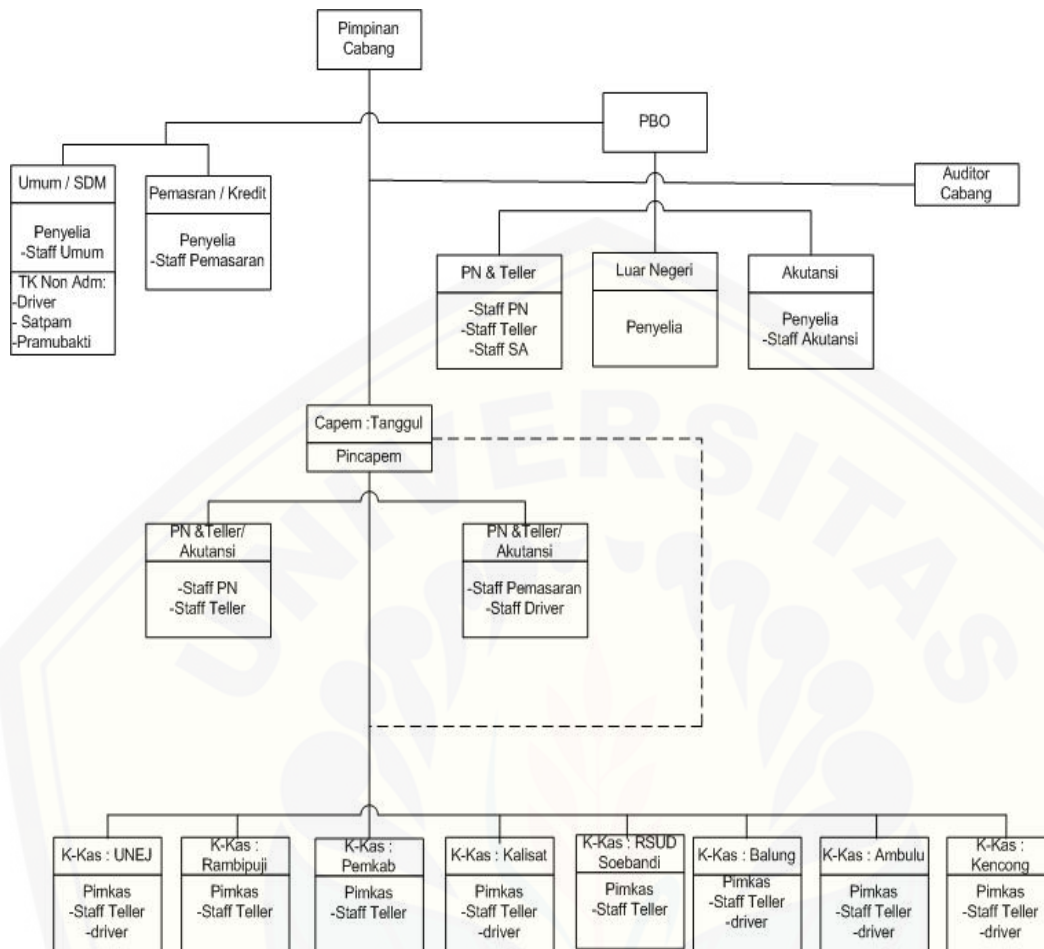 Pimpinan
Cabang
PBO
Auditor
Cabang
Umum / SDM
Penyelia
-Staff Umum
TK Non Adm:
-Driver
- Satpam
-Pramubakti
Pemasran / Kredit
Penyelia
-Staff Pemasaran
PN & Teller
-Staff PN
-Staff Teller
-Staff SA
Luar Negeri
Penyelia
Akutansi
Penyelia
-Staff Akutansi
Capem :Tanggul
Pincapem
PN &Teller/
Akutansi
-Staff PN
-Staff Teller
PN &Teller/
Akutansi
-Staff Pemasaran
-Staff Driver
UNIVERSITAS
K-Kas : UNEJ
Pimkas
-Staff Teller
-driver
K-Kas :
Rambipuji
Pimkas
-Staff Teller
K-Kas :
Pemkab
Pimkas
-Staff Teller
K-Kas : Kalisat
Pimkas
-Staff Teller
-driver
K-Kas : RSUD
Soebandi
Pimkas
-Staff Teller
K-Kas : Balung
Pimkas
-Staff Teller
-driver
K-Kas : Ambulu
Pimkas
-Staff Teller
-driver
K-Kas :
Kencong
Pimkas
-Staff Teller
-driver